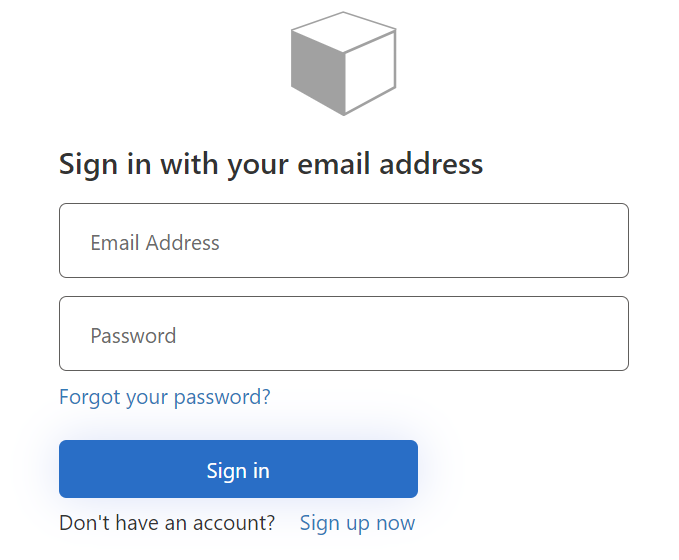 Sign in with your email address
Email Address
Password
Forgot your password?
Sign in
Don't have an account? Sign up now